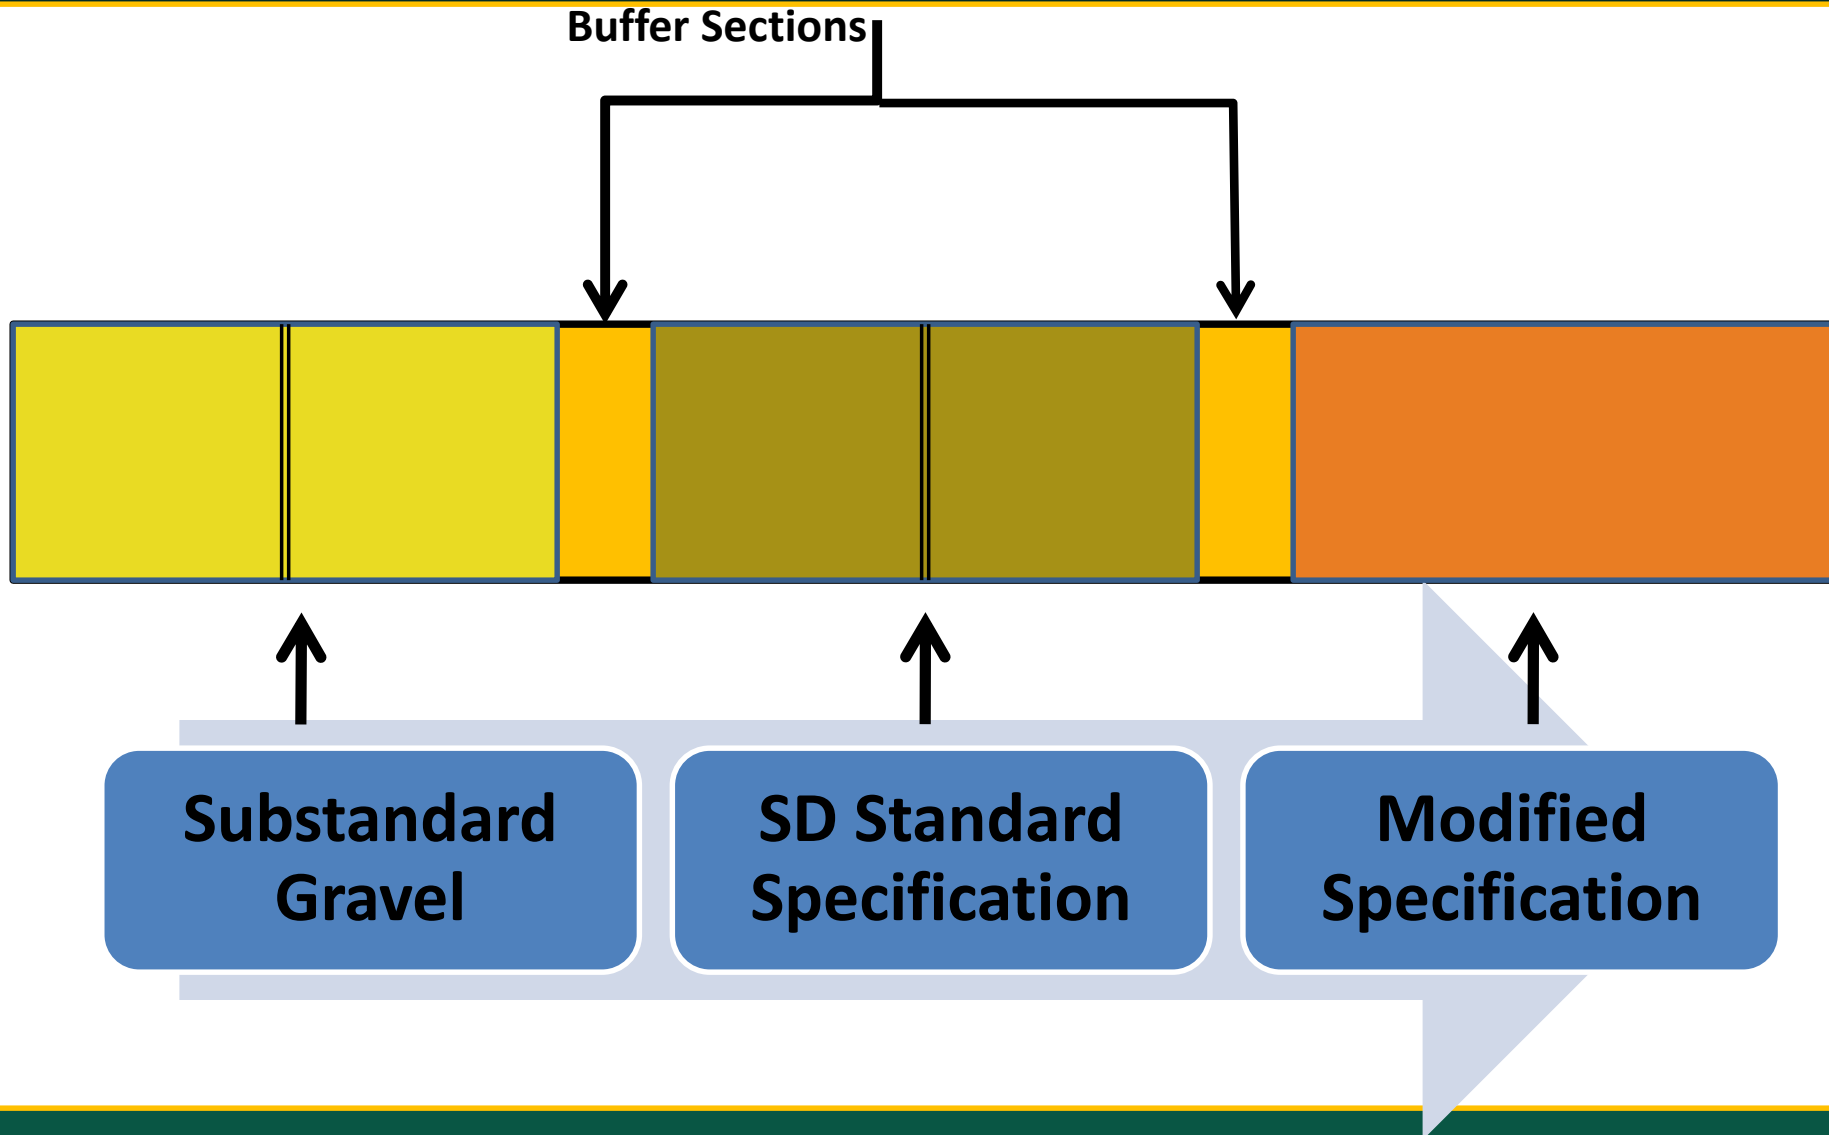 Buffer Sections
Substandard
Gravel
SD Standard
Specification
Modified
Specification